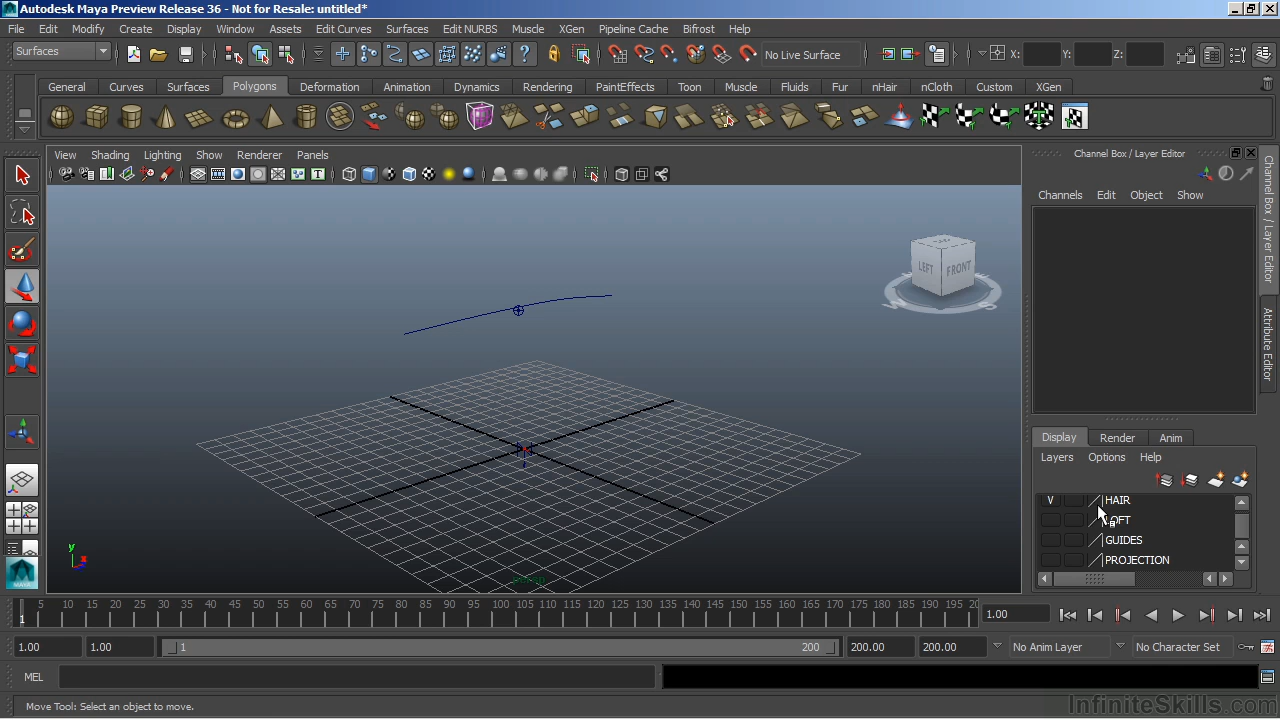 Autodesk Maya Preview Release 36 - Not for Resale: untitled*
File Edit Modify Create Display Window Assets Edit Curves Surfaces Edit NURBS Muscle XGen Pipeline Cache Bifrost Help
Surfaces No Live Surface X: Y: Z:
General Curves Surfaces Polygons Deformation Animation Dynamics Rendering PaintEffects Toon Muscle Fluids Fur nHair nCloth Custom XGen
View Shading Lighting Show Renderer Panels
Channel Box / Layer Editor
Channels Edit Object Show
Channel Box / Layer Editor
Attribute Editor
LEFT FRONT
Display Render Anim
Layers Options Help
V HAIR
LOFT
GUIDES
PROJECTION
y
x
z
persp
MAYA
1 5 10 15 20 25 30 35 40 45 50 55 60 65 70 75 80 85 90 95 100 105 110 115 120 125 130 135 140 145 150 155 160 165 170 175 180 185 190 195 20
1.00
1.00 1.00 1 200 200.00 200.00 No Anim Layer No Character Set
MEL
Move Tool: Select an object to move.
InfiniteSkills.com